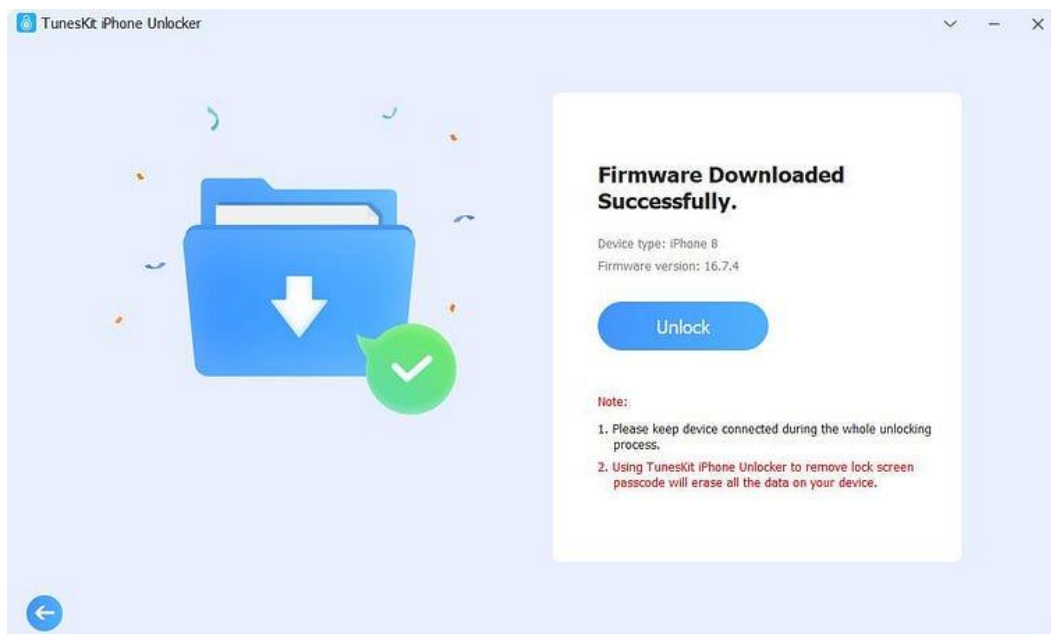 TunesKit iPhone Unlocker
Firmware Downloaded
Successfully.
Device type: iPhone 8
Firmware version: 16.7.4
Unlock
Note:
1. Please keep device connected during the whole unlocking
process.
2. Using TunesKit iPhone Unlocker to remove lock screen
passcode will erase all the data on your device.